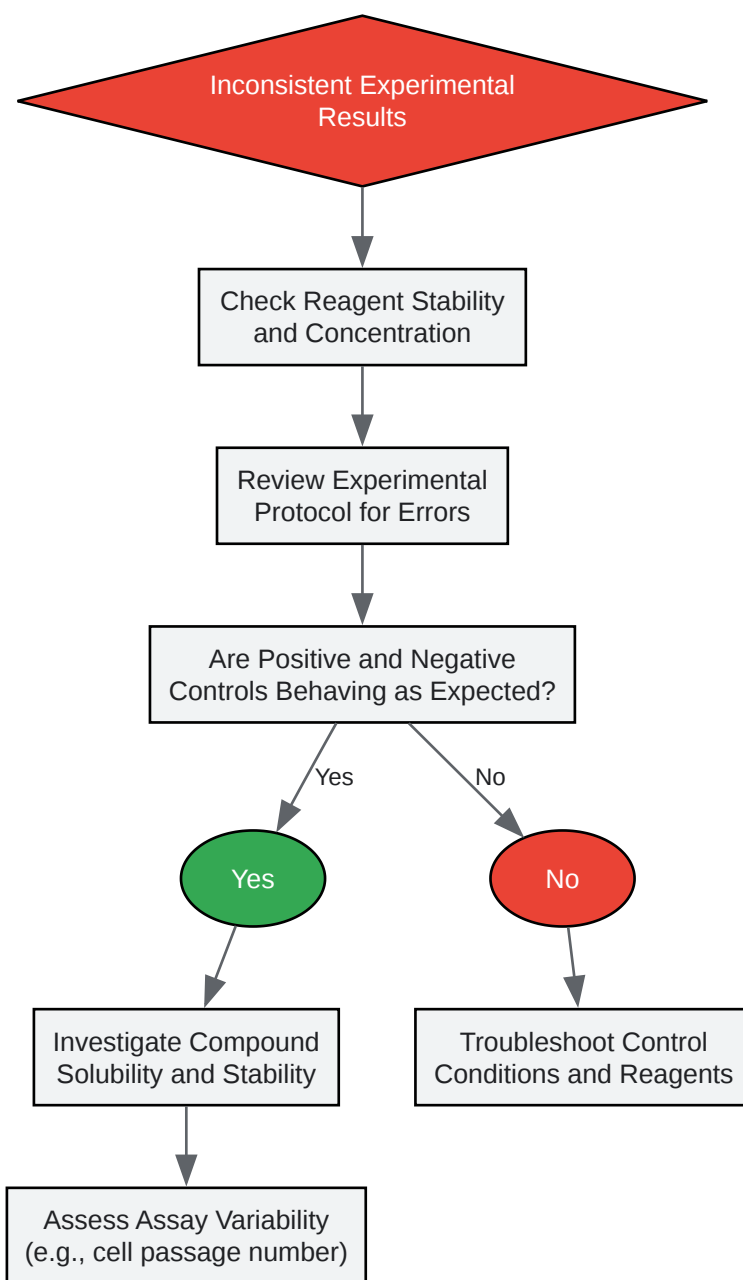 Inconsistent Experimental
Results
Check Reagent Stability
and Concentration
Review Experimental
Protocol for Errors
Are Positive and Negative
Controls Behaving as Expected?
Yes
No
Yes
No
Investigate Compound
Solubility and Stability
Troubleshoot Control
Conditions and Reagents
Assess Assay Variability
(e.g., cell passage number)